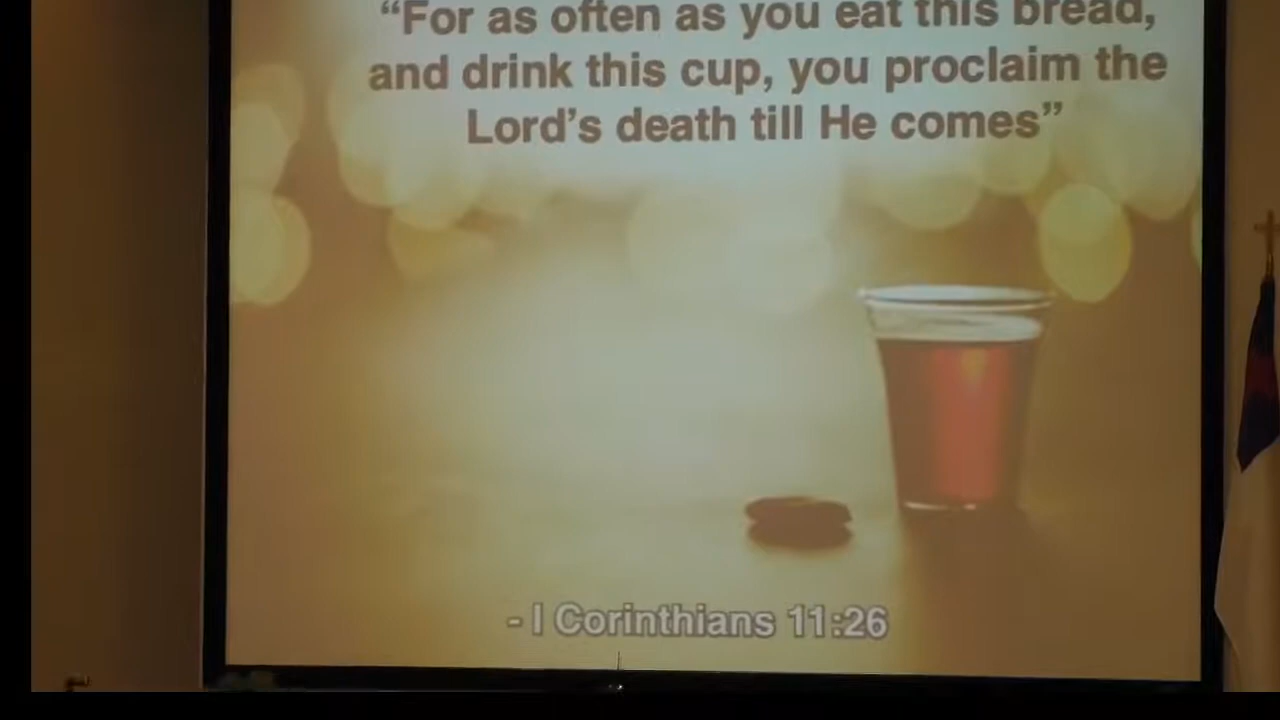 “For as often as you eat this bread,
and drink this cup, you proclaim the
Lord’s death till He comes”
- I Corinthians 11:26